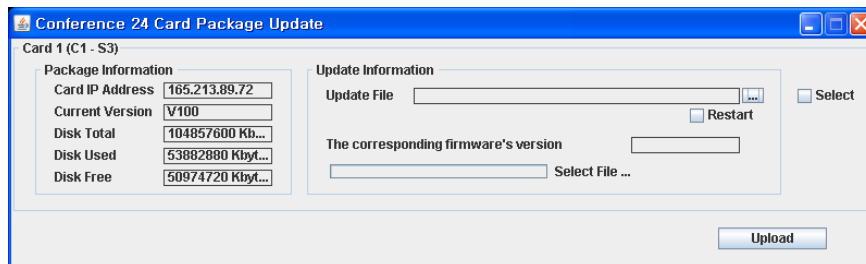 Conference 24 Card Package Update
Card 1 (C1 - S3)
Package Information
Card IP Address 165.213.89.72
Current Version V100
Disk Total 104857600 Kb...
Disk Used 53882880 Kbyt...
Disk Free 50974720 Kbyt...
Update Information
Update File ...
Restart
The corresponding firmware's version
Select File ...
Select
Upload